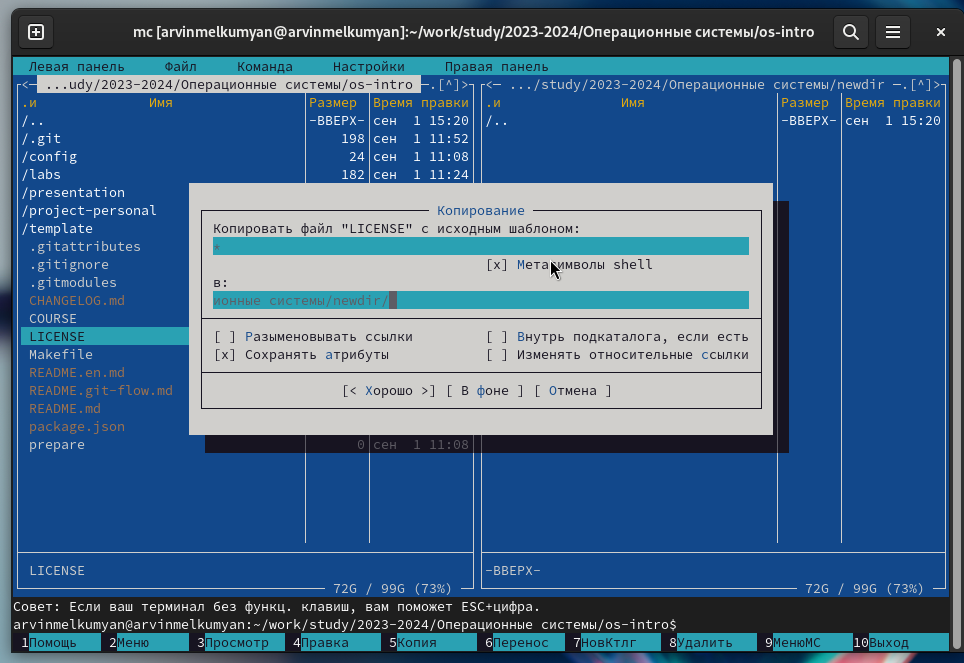 mc [arvinmelkumyan@arvinmelkumyan]:~/work/study/2023-2024/Операционные системы/os-intro
Левая панель Файл Команда Настройки Правая панель
<— ...udy/2023-2024/Операционные системы/os-intro —.[^]>
.и Имя Размер Время правки
/.. –ВВЕРХ– сен 1 15:20
/.git 198 сен 1 11:52
/config 24 сен 1 11:08
/labs 182 сен 1 11:24
/presentation
/project-personal
/template
.gitattributes
.gitignore
.gitmodules
CHANGELOG.md
COURSE
LICENSE
Makefile
README.en.md
README.git-flow.md
README.md
package.json
prepare 0 сен 1 11:08
LICENSE
72G / 99G (73%)
<— .../study/2023-2024/Операционные системы/newdir —.[^]>
.и Имя Размер Время правки
/.. –ВВЕРХ– сен 1 15:20
–ВВЕРХ–
72G / 99G (73%)
Копирование
Копировать файл "LICENSE" с исходным шаблоном:
*
[x] Метасимволы shell
в:
ионные системы/newdir/
[ ] Разыменовывать ссылки [ ] Внутрь подкаталога, если есть
[x] Сохранять атрибуты [ ] Изменять относительные ссылки
[< Хорошо >] [ В фоне ] [ Отмена ]
Совет: Если ваш терминал без функц. клавиш, вам поможет ESC+цифра.
arvinmelkumyan@arvinmelkumyan:~/work/study/2023-2024/Операционные системы/os-intro$
1Помощь 2Меню 3Просмотр 4Правка 5Копия 6Перенос 7НовКтлг 8Удалить 9МенюМС 10Выход